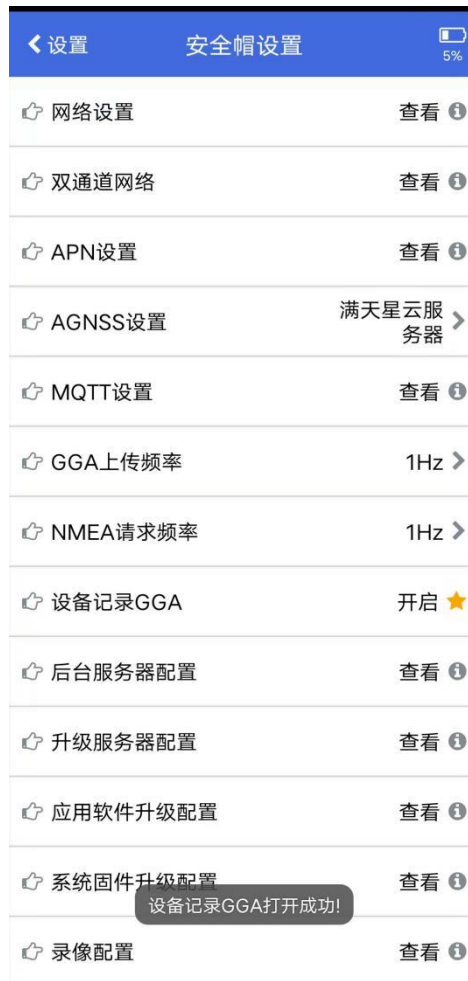 设置 安全帽设置 5%
网络设置 查看
双通道网络 查看
APN设置 查看
AGNSS设置 满天星云服
务器
MQTT设置 查看
GGA上传频率 1Hz
NMEA请求频率 1Hz
设备记录GGA 开启
后台服务器配置 查看
升级服务器配置 查看
应用软件升级配置 查看
系统固件升级配置 查看
设备记录GGA打开成功!
录像配置 查看